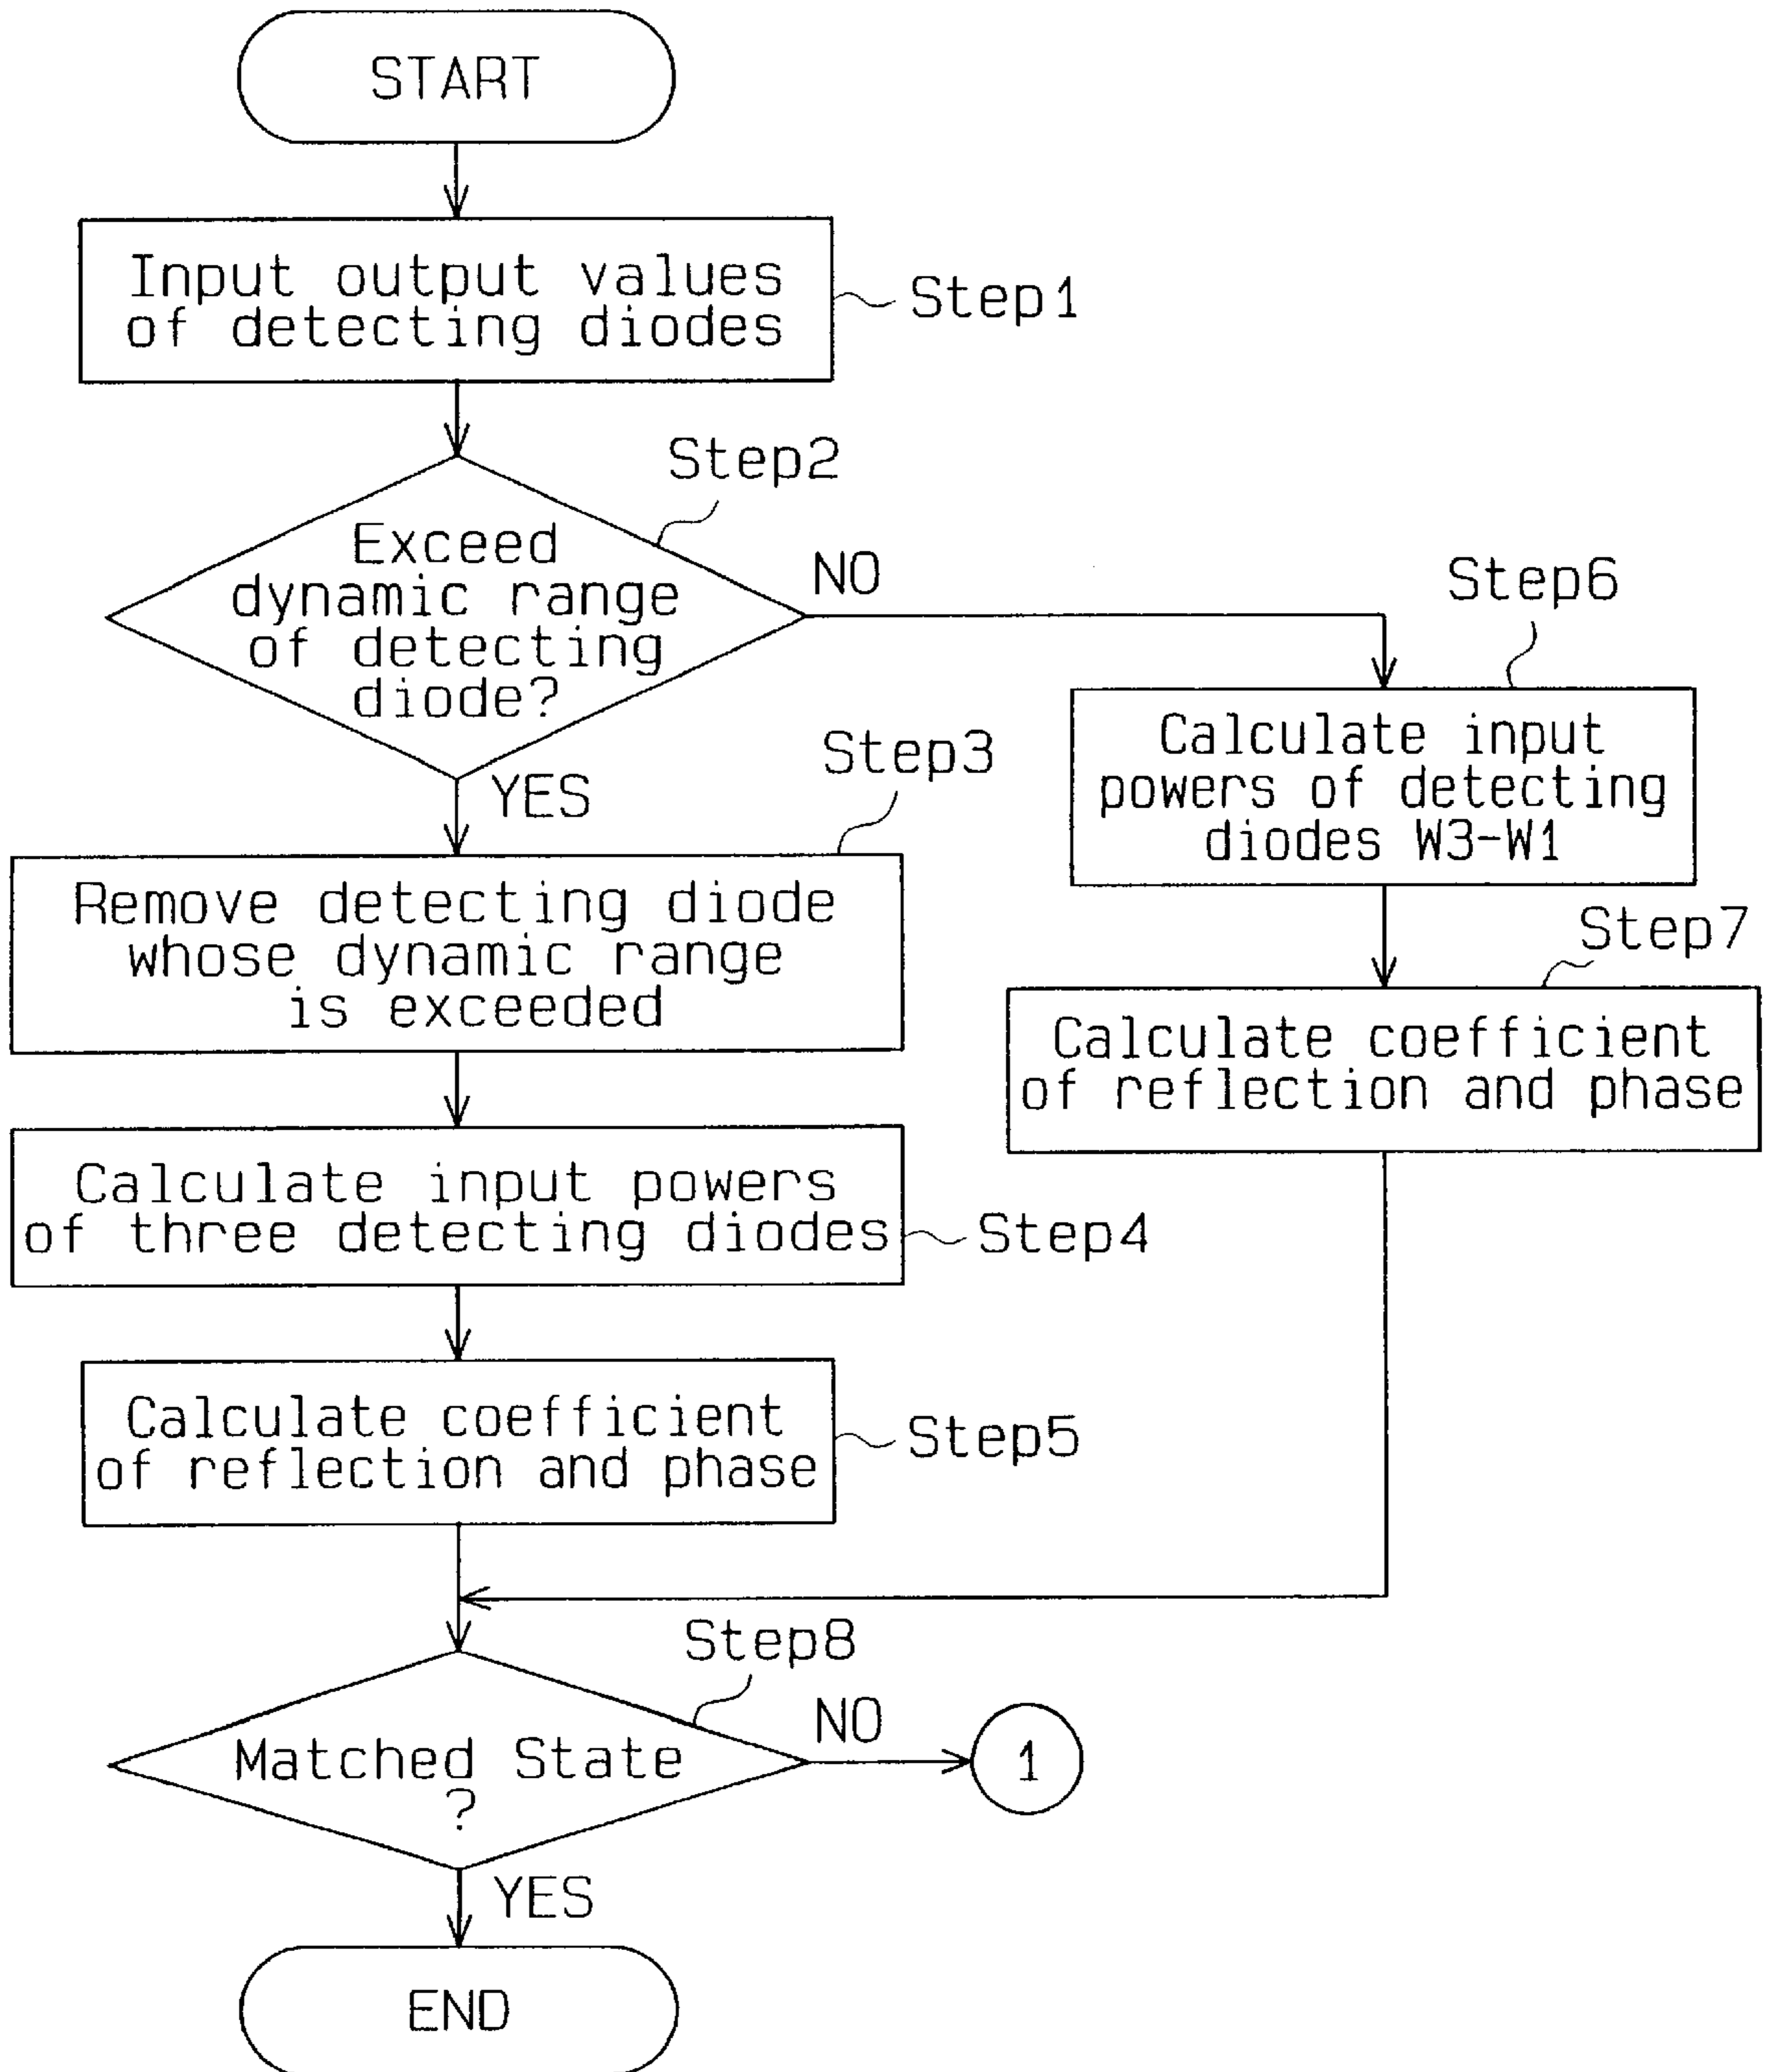 START
Input output values
of detecting diodes
Step1
Step2
Exceed
dynamic range
of detecting
diode?
NO
YES
Step6
Calculate input
powers of detecting
diodes W3-W1
Step3
Remove detecting diode
whose dynamic range
is exceeded
Step7
Calculate coefficient
of reflection and phase
Calculate input powers
of three detecting diodes
Step4
Calculate coefficient
of reflection and phase
Step5
Step8
Matched State
?
NO
1
YES
END